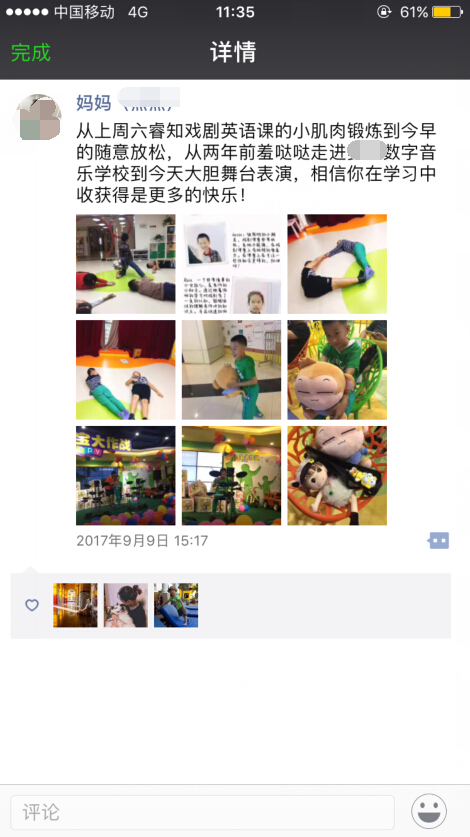 中国移动 4G 11:35 61%
完成 详情
妈妈
从上周六睿知戏剧英语课的小肌肉锻炼到今早
的随意放松，从两年前羞哒哒走进 数字音
乐学校到今天大胆舞台表演，相信你在学习中
收获得是更多的快乐！
宝大作战
2017年9月9日 15:17
评论